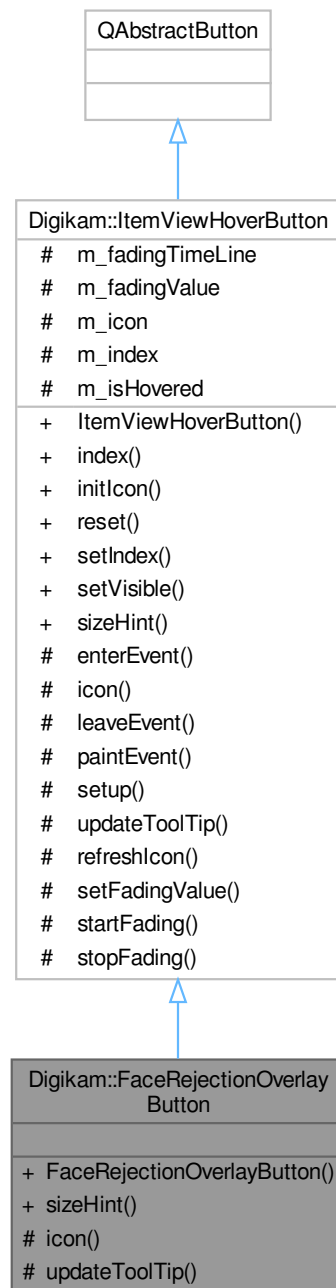 QAbstractButton
Digikam::ItemViewHoverButton
# m_fadingTimeLine
# m_fadingValue
# m_icon
# m_index
# m_isHovered
+ ItemViewHoverButton()
+ index()
+ initIcon()
+ reset()
+ setIndex()
+ setVisible()
+ sizeHint()
# enterEvent()
# icon()
# leaveEvent()
# paintEvent()
# setup()
# updateToolTip()
# refreshIcon()
# setFadingValue()
# startFading()
# stopFading()
Digikam::FaceRejectionOverlay
Button
+ FaceRejectionOverlayButton()
+ sizeHint()
# icon()
# updateToolTip()